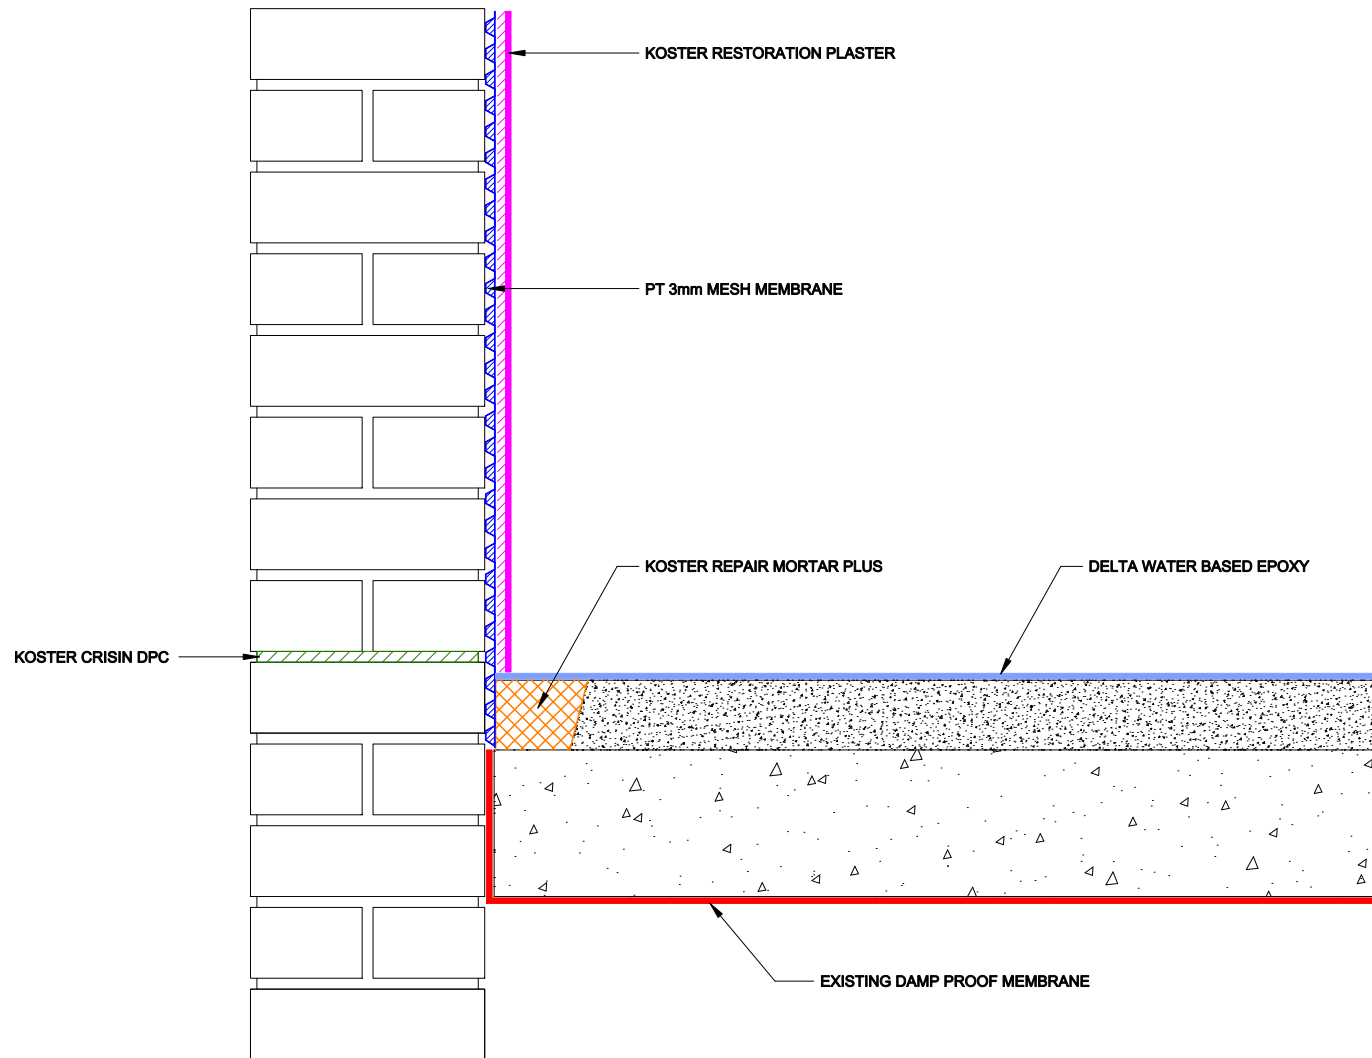 KOSTER RESTORATION PLASTER
PT 3mm MESH MEMBRANE
KOSTER REPAIR MORTAR PLUS
DELTA WATER BASED EPOXY
KOSTER CRISIN DPC
EXISTING DAMP PROOF MEMBRANE